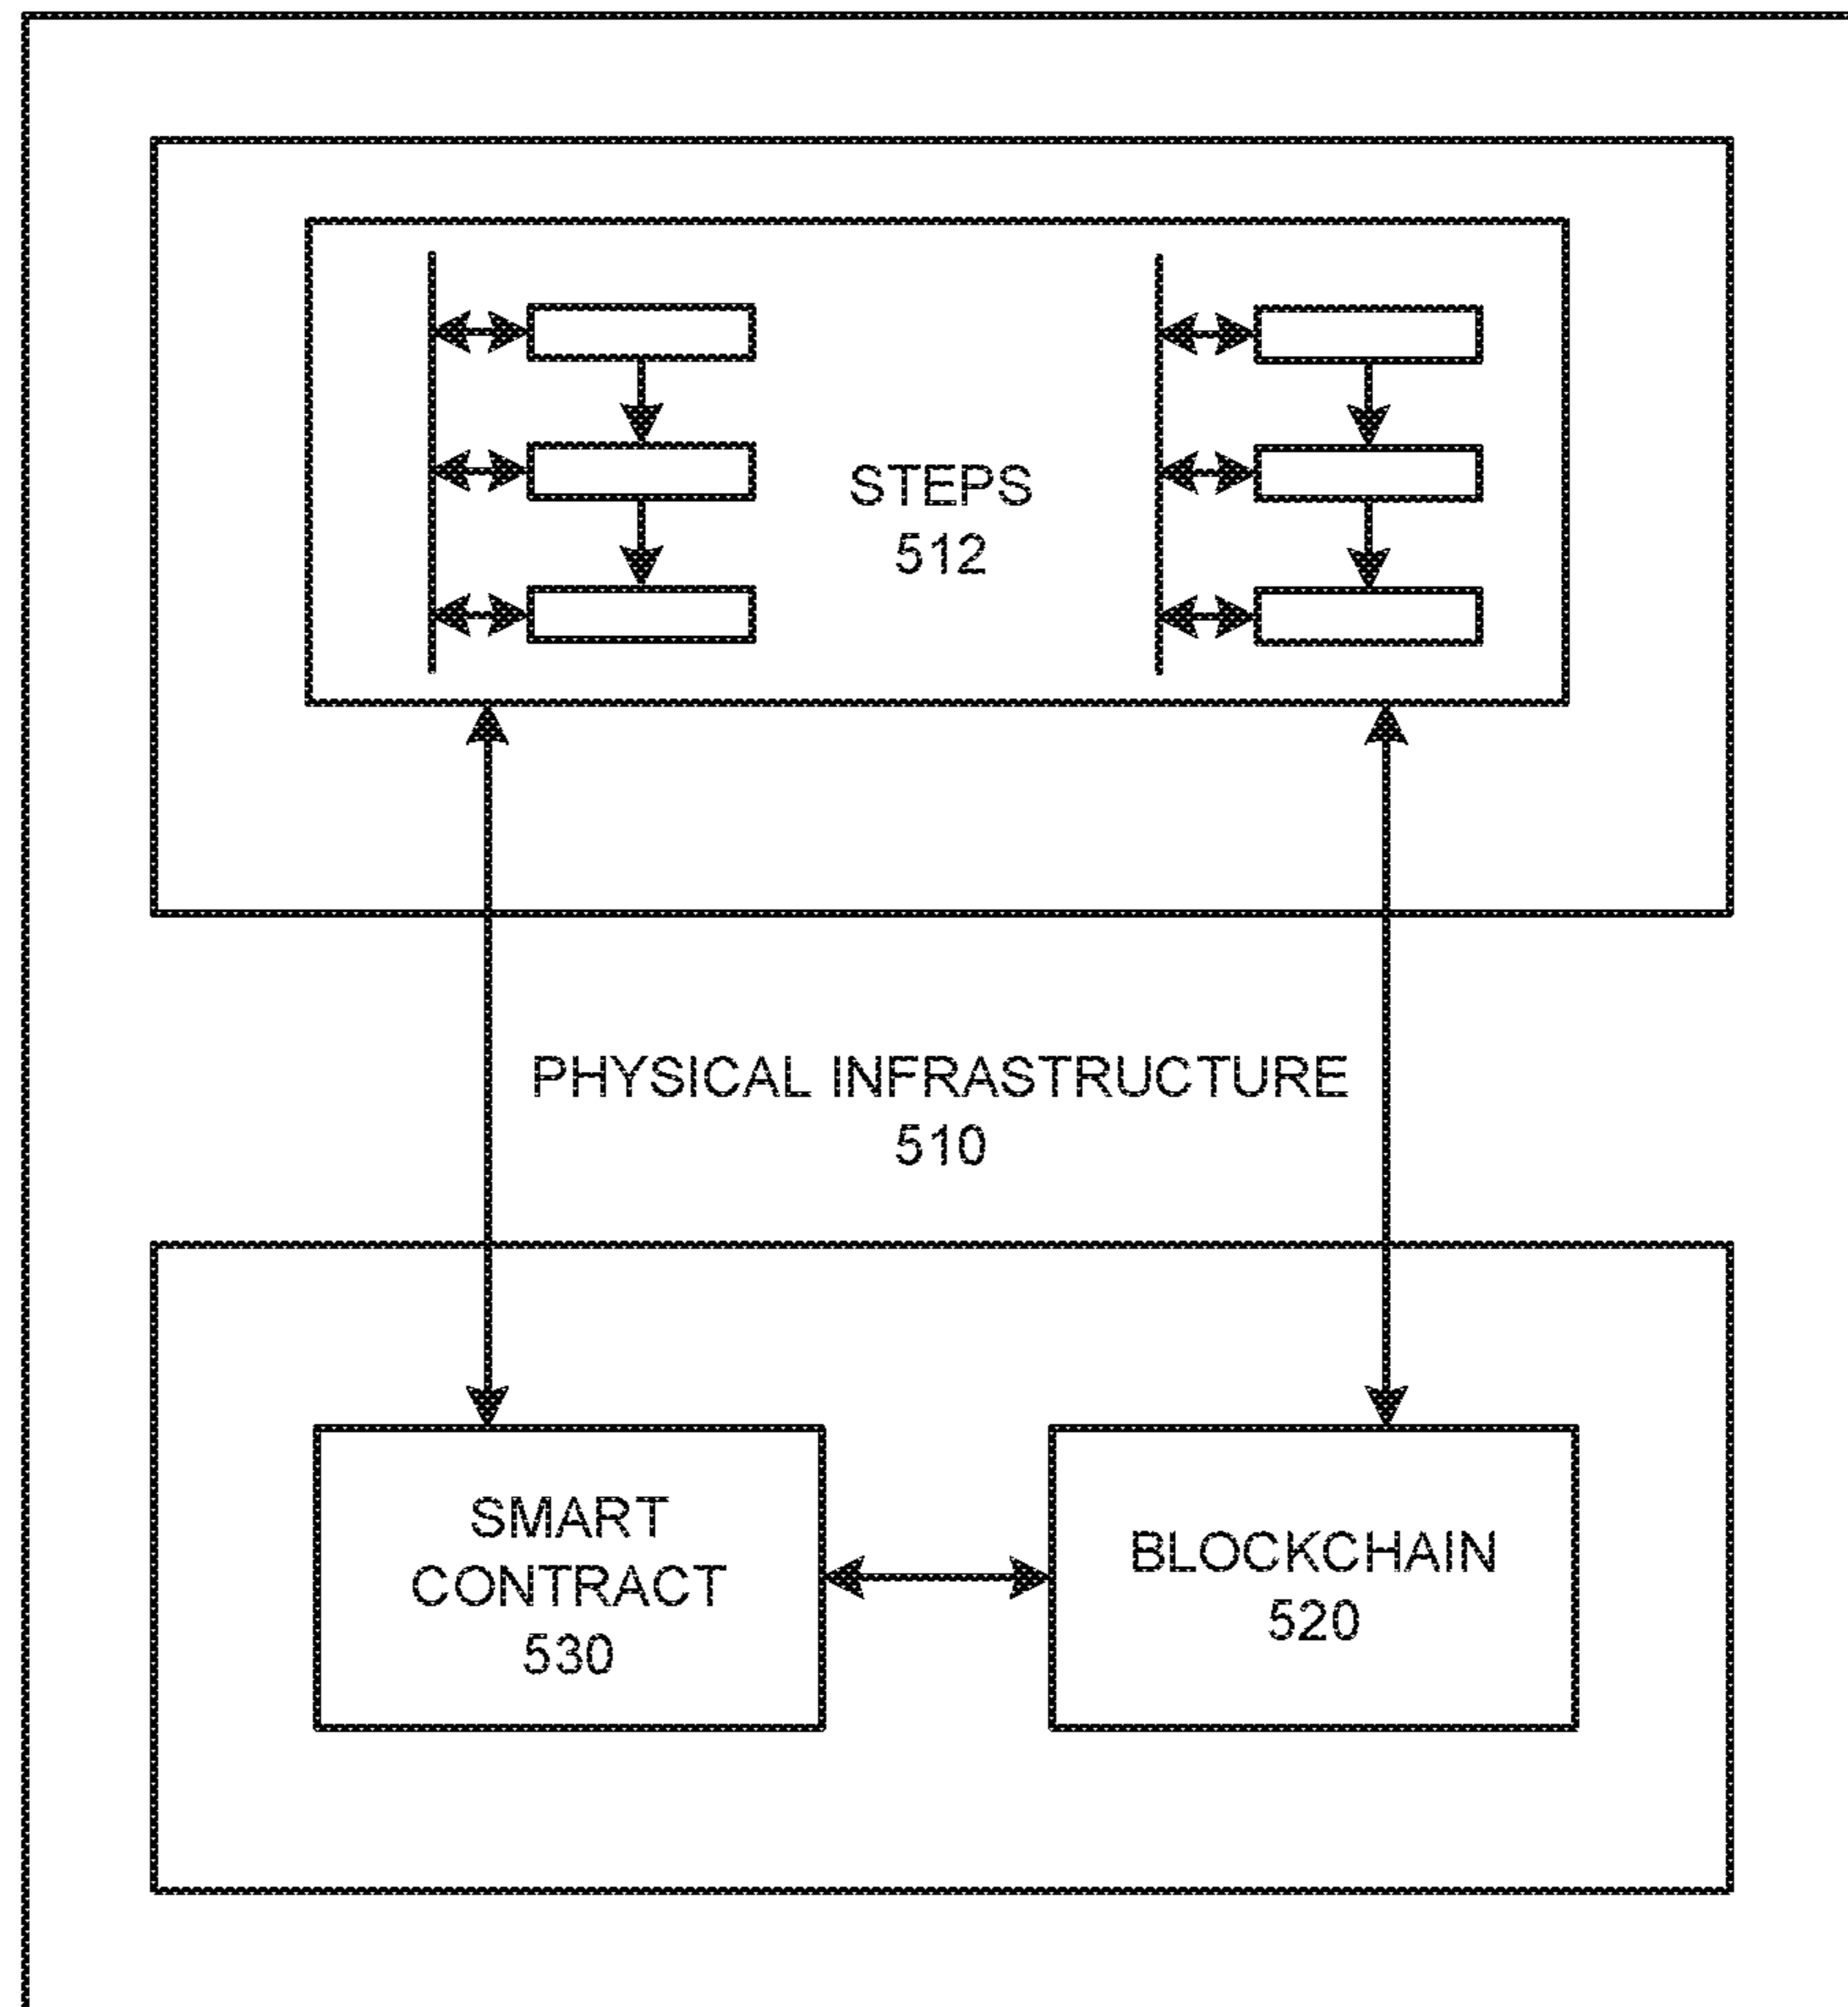 STEPS
512
PHYSICAL INFRASTRUCTURE
510
SMART
CONTRACT
530
BLOCKCHAIN
520